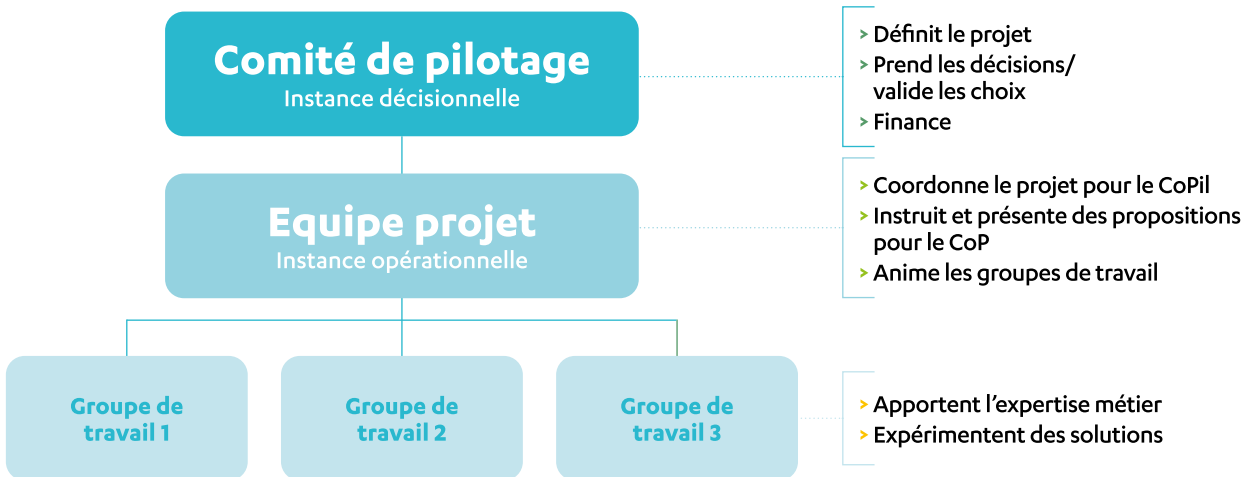 Comité de pilotage
Instance décisionnelle
> Définit le projet
> Prend les décisions/
valide les choix
> Finance
Equipe projet
Instance opérationnelle
> Coordonne le projet pour le CoPil
> Instruit et présente des propositions
pour le CoP
> Anime les groupes de travail
Groupe de
travail 1
Groupe de
travail 2
Groupe de
travail 3
> Apportent l’expertise métier
> Expérimentent des solutions